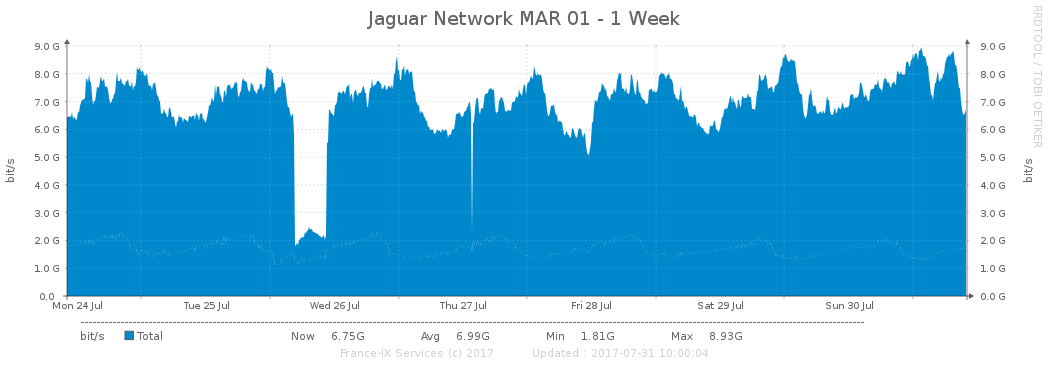 Jaguar Network MAR 01 - 1 Week
RRDTOOL / TOBI OETIKER
bit/s
9.0 G 9.0 G
8.0 G 8.0 G
7.0 G 7.0 G
6.0 G 6.0 G
5.0 G 5.0 G
4.0 G 4.0 G
3.0 G 3.0 G
2.0 G 2.0 G
1.0 G 1.0 G
0.0 0.0 G
bit/s
Mon 24 Jul Tue 25 Jul Wed 26 Jul Thu 27 Jul Fri 28 Jul Sat 29 Jul Sun 30 Jul
bit/s Total Now 6.75G Avg 6.99G Min 1.81G Max 8.93G
France-IX Services (c) 2017 Updated : 2017-07-31 10:00:04